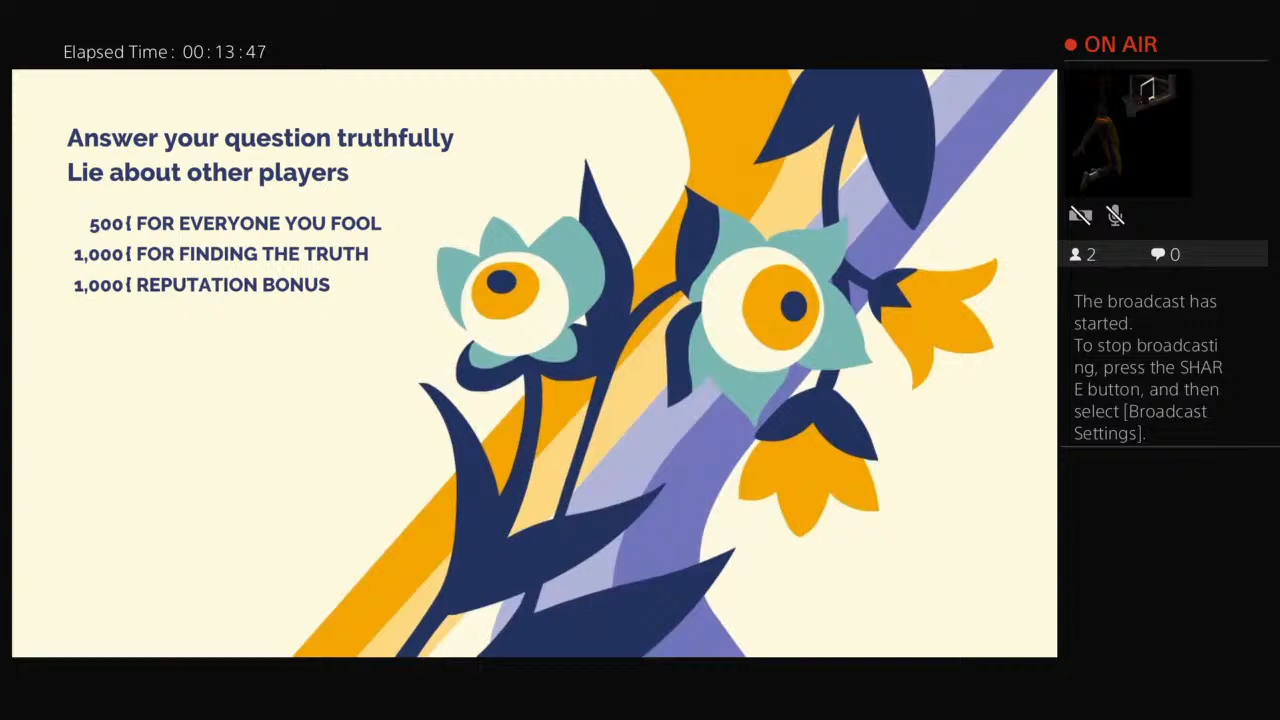 Elapsed Time: 00:13:47
ON AIR
Answer your question truthfully
Lie about other players
500{ FOR EVERYONE YOU FOOL
1,000{ FOR FINDING THE TRUTH
1,000{ REPUTATION BONUS
2
0
The broadcast has
started.
To stop broadcasti
ng, press the SHAR
E button, and then
select [Broadcast
Settings].